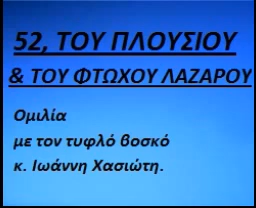 52, ΤΟΥ ΠΛΟΥΣΙΟΥ
& ΤΟΥ ΦΤΩΧΟΥ ΛΑΖΑΡΟΥ
Ομιλία
με τον τυφλό βοσκό
κ. Ιωάννη Χασιώτη.